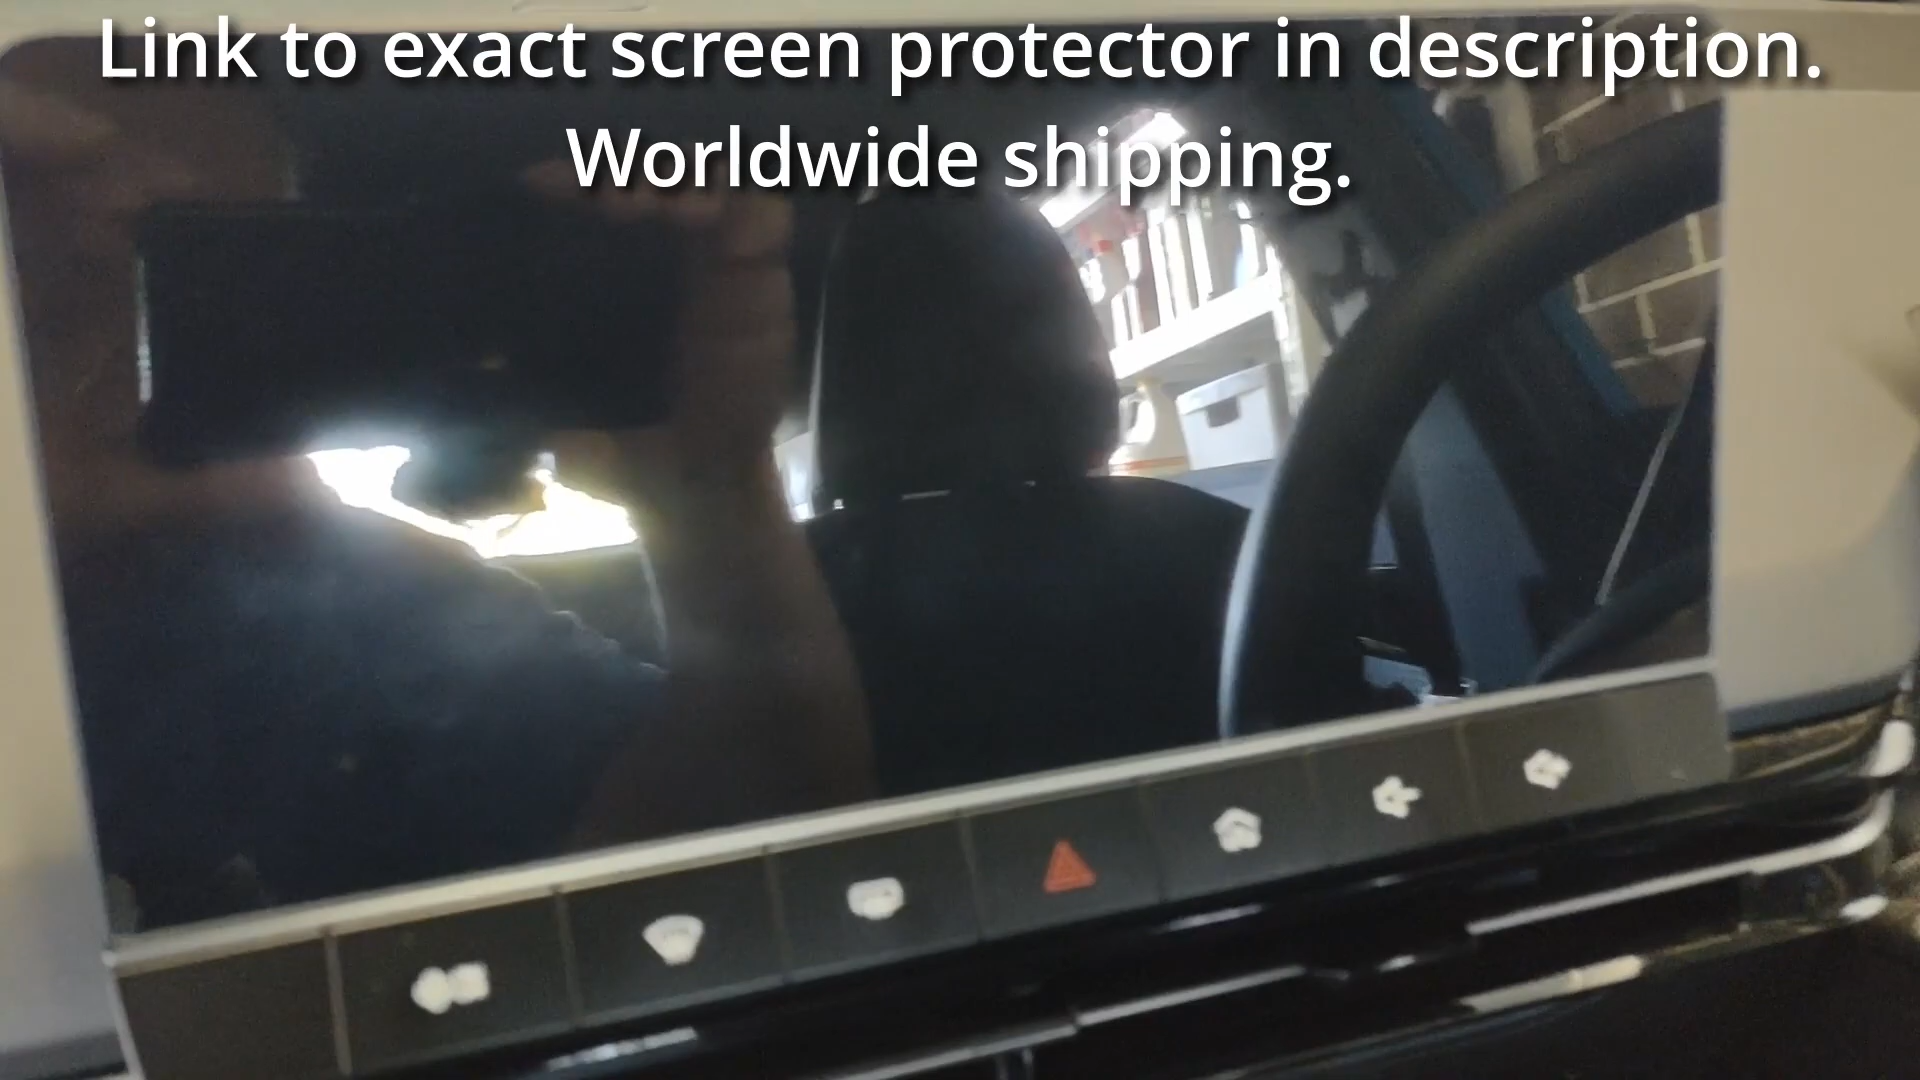 Link to exact screen protector in description.
Worldwide shipping.